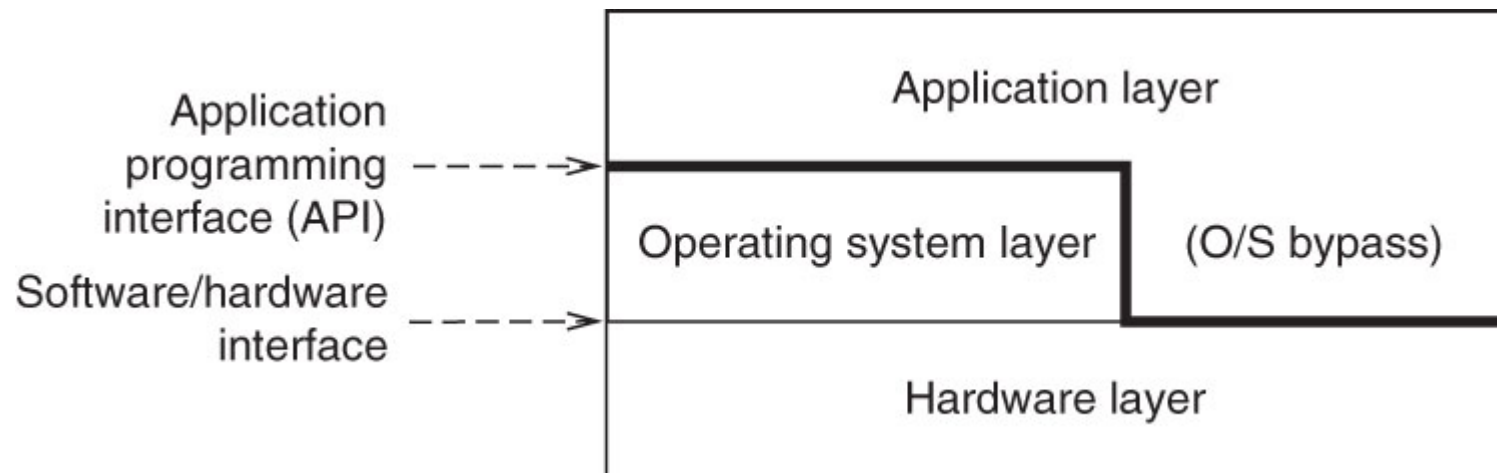 Application layer
Application
programming
interface (API)
Operating system layer
(O/S bypass)
Software/hardware
interface
Hardware layer